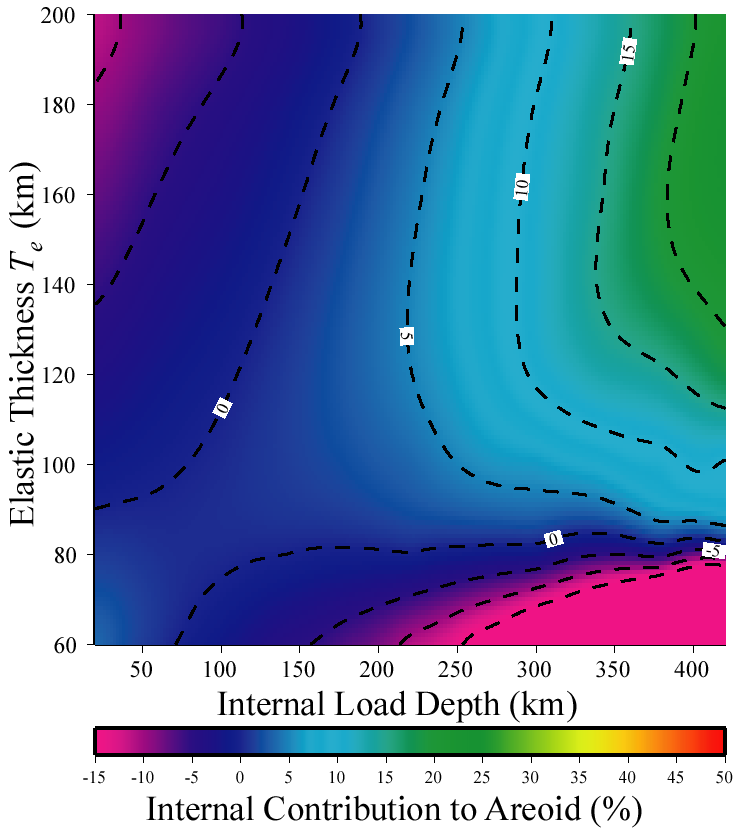 200
180
160
140
120
100
80
60
Elastic Thickness Te (km)
15
10
5
0
0
-5
50 100 150 200 250 300 350 400
Internal Load Depth (km)
-15 -10 -5 0 5 10 15 20 25 30 35 40 45 50
Internal Contribution to Areoid (%)